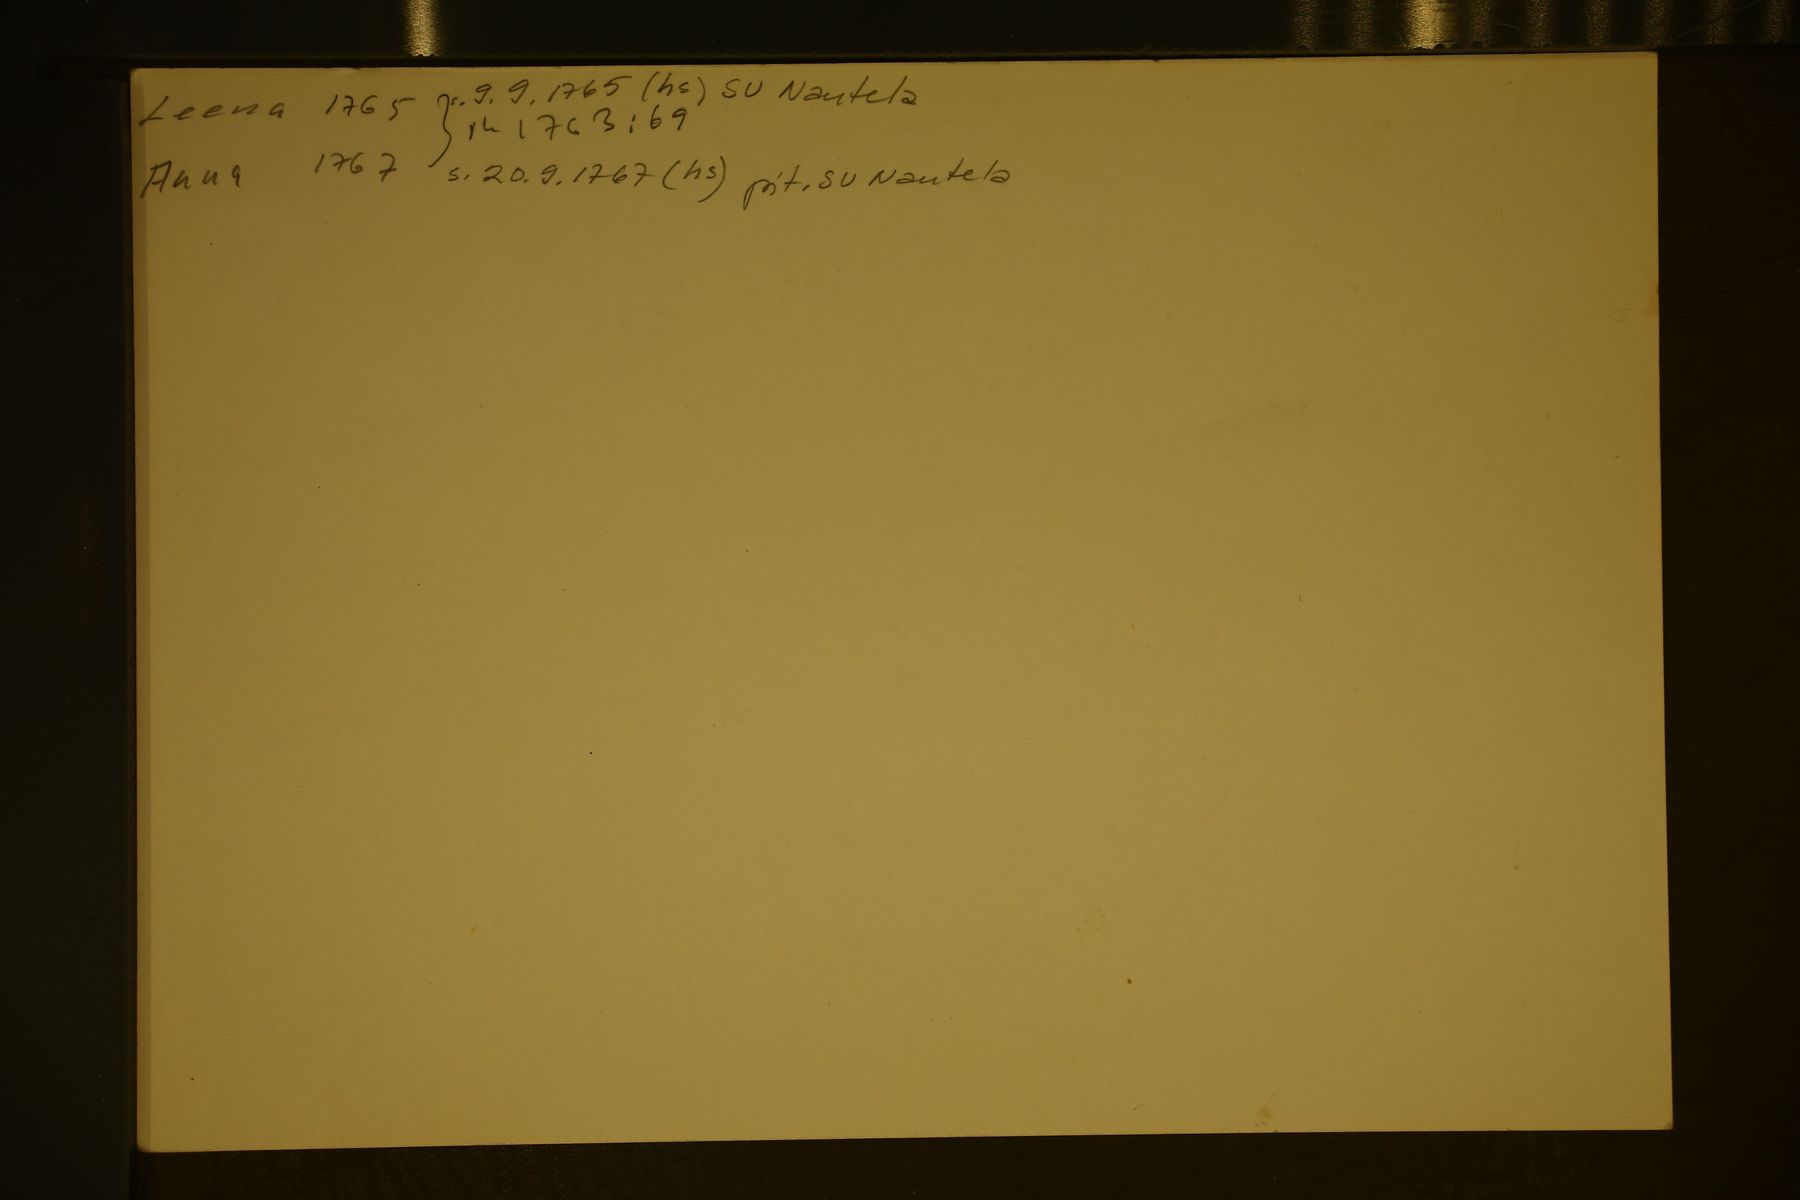 Leena 1765 s. 9.9.1765 (hs) SU Nautela
rk 1763:69
Anna 1767 s. 20.9.1767 (hs) pit. SU Nautela